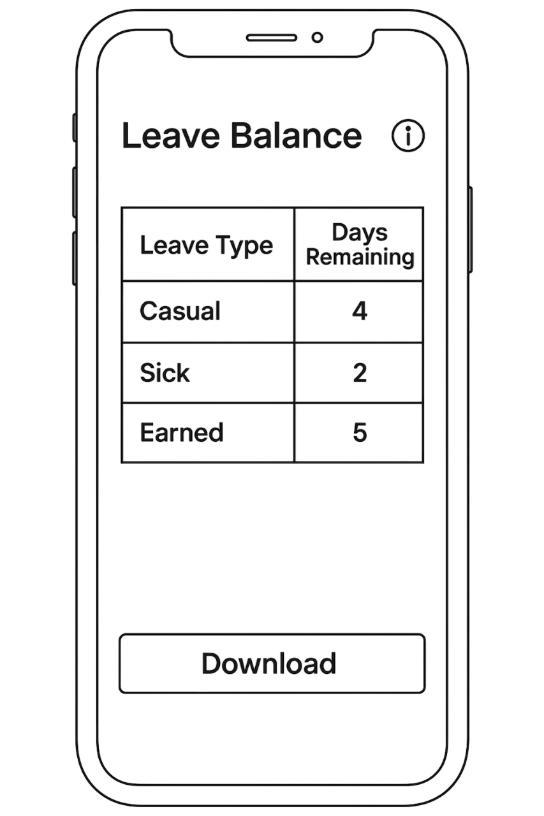 Leave Balance
Leave Type
Days
Remaining
Casual
4
Sick
2
Earned
5
Download